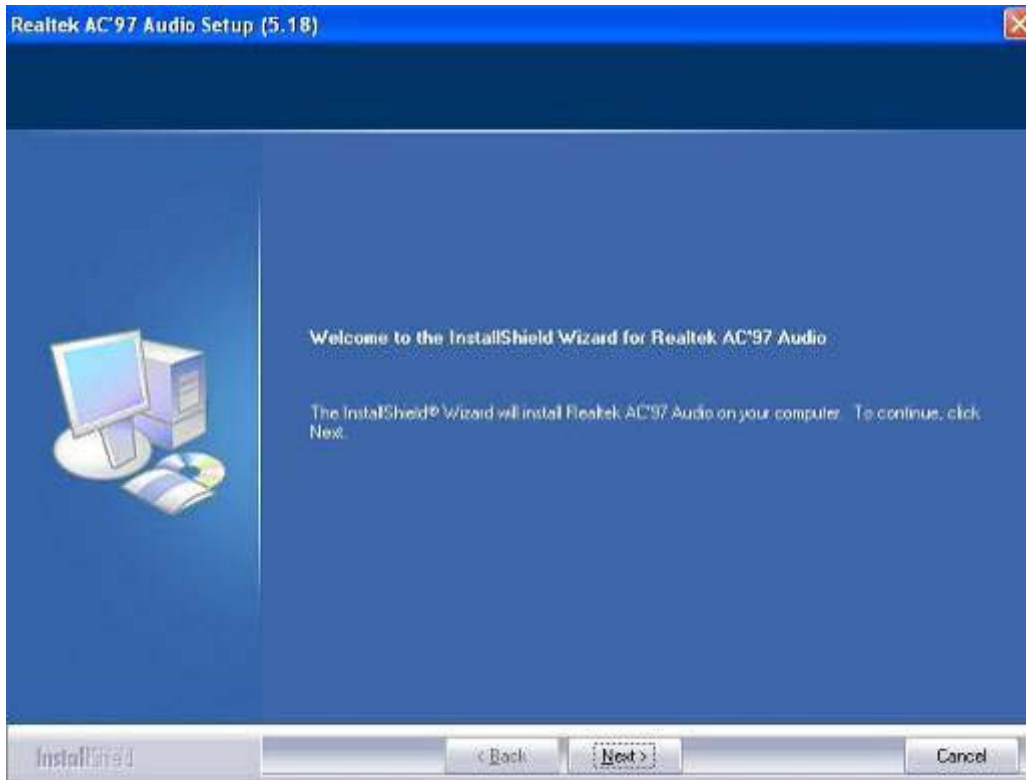 Realtek AC'97 Audio Setup (5.18)
Welcome to the InstallShield Wizard for Realtek AC'97 Audio
The InstallShield® Wizard will install Realtek AC'97 Audio on your computer. To continue, click
Next.
InstallShield
< Back
Next >
Cancel